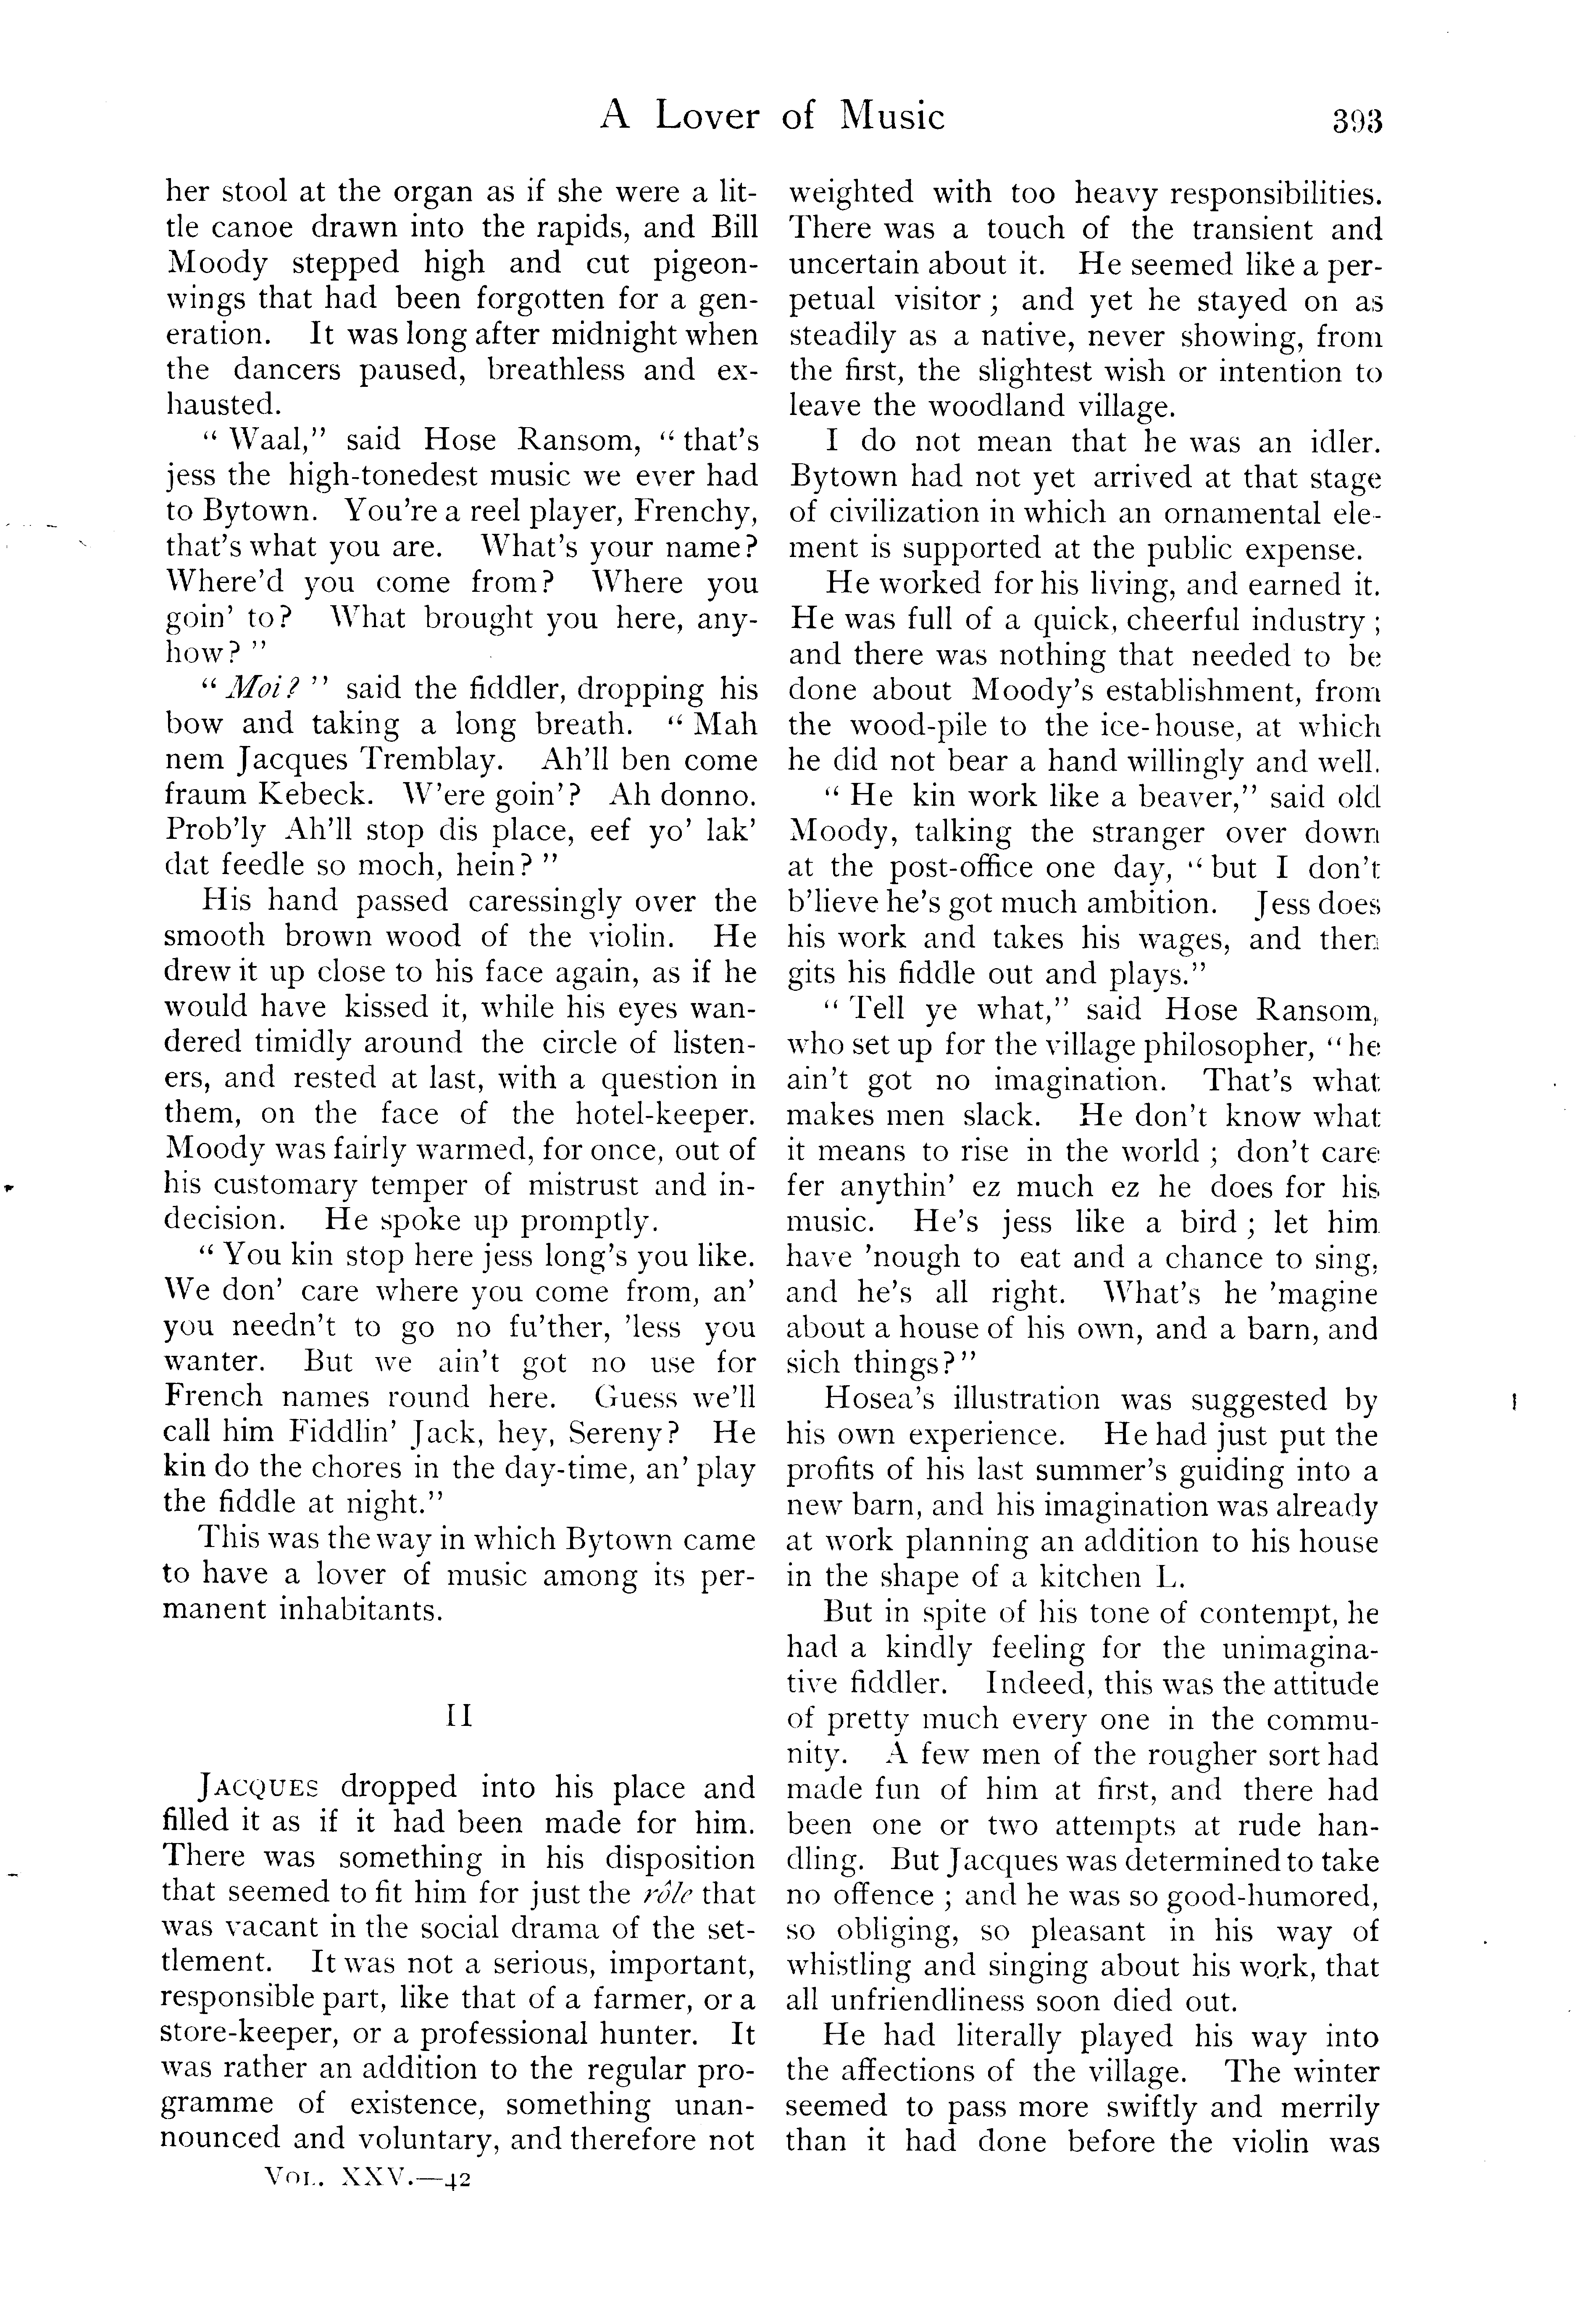 A Lover of Music
393
her stool at the organ as if she were a lit-
tle canoe drawn into the rapids, and Bill
Moody stepped high and cut pigeon-
wings that had been forgotten for a gen-
eration. It was long after midnight when
the dancers paused, breathless and ex-
hausted.
“ Waal,” said Hose Ransom, “ that's
jess the high-tonedest music we ever had
to Bytown. You're a reel player, Frenchy,
that's what you are. What's your name?
Where'd you come from? Where you
goin' to? What brought you here, any-
how? ”
“ Moi? ” said the fiddler, dropping his
bow and taking a long breath. “ Mah
nem Jacques Tremblay. Ah'll ben come
fraum Kebeck. W'ere goin'? Ah donno.
Prob'ly Ah'll stop dis place, eef yo' lak'
dat feedle so moch, hein? ”
His hand passed caressingly over the
smooth brown wood of the violin. He
drew it up close to his face again, as if he
would have kissed it, while his eyes wan-
dered timidly around the circle of listen-
ers, and rested at last, with a question in
them, on the face of the hotel-keeper.
Moody was fairly warmed, for once, out of
his customary temper of mistrust and in-
decision. He spoke up promptly.
“ You kin stop here jess long's you like.
We don' care where you come from, an'
you needn't to go no fu'ther, 'less you
wanter. But we ain't got no use for
French names round here. Guess we'll
call him Fiddlin' Jack, hey, Sereny? He
kin do the chores in the day-time, an' play
the fiddle at night.”
This was the way in which Bytown came
to have a lover of music among its per-
manent inhabitants.
II
JACQUES dropped into his place and
filled it as if it had been made for him.
There was something in his disposition
that seemed to fit him for just the rôle that
was vacant in the social drama of the set-
tlement. It was not a serious, important,
responsible part, like that of a farmer, or a
store-keeper, or a professional hunter. It
was rather an addition to the regular pro-
gramme of existence, something unan-
nounced and voluntary, and therefore not
VOL. XXV.—42
weighted with too heavy responsibilities.
There was a touch of the transient and
uncertain about it. He seemed like a per-
petual visitor ; and yet he stayed on as
steadily as a native, never showing, from
the first, the slightest wish or intention to
leave the woodland village.
I do not mean that he was an idler.
Bytown had not yet arrived at that stage
of civilization in which an ornamental ele-
ment is supported at the public expense.
He worked for his living, and earned it.
He was full of a quick, cheerful industry ;
and there was nothing that needed to be
done about Moody's establishment, from
the wood-pile to the ice-house, at which
he did not bear a hand willingly and well.
“ He kin work like a beaver,” said old
Moody, talking the stranger over down
at the post-office one day, “ but I don't
b'lieve he's got much ambition. Jess does
his work and takes his wages, and then
gits his fiddle out and plays.”
“ Tell ye what,” said Hose Ransom,
who set up for the village philosopher, “ he
ain't got no imagination. That's what
makes men slack. He don't know what
it means to rise in the world ; don't care
fer anythin' ez much ez he does for his
music. He's jess like a bird ; let him
have 'nough to eat and a chance to sing,
and he's all right. What's he 'magine
about a house of his own, and a barn, and
sich things?”
Hosea's illustration was suggested by
his own experience. He had just put the
profits of his last summer's guiding into a
new barn, and his imagination was already
at work planning an addition to his house
in the shape of a kitchen L.
But in spite of his tone of contempt, he
had a kindly feeling for the unimagina-
tive fiddler. Indeed, this was the attitude
of pretty much every one in the commu-
nity. A few men of the rougher sort had
made fun of him at first, and there had
been one or two attempts at rude han-
dling. But Jacques was determined to take
no offence ; and he was so good-humored,
so obliging, so pleasant in his way of
whistling and singing about his work, that
all unfriendliness soon died out.
He had literally played his way into
the affections of the village. The winter
seemed to pass more swiftly and merrily
than it had done before the violin was